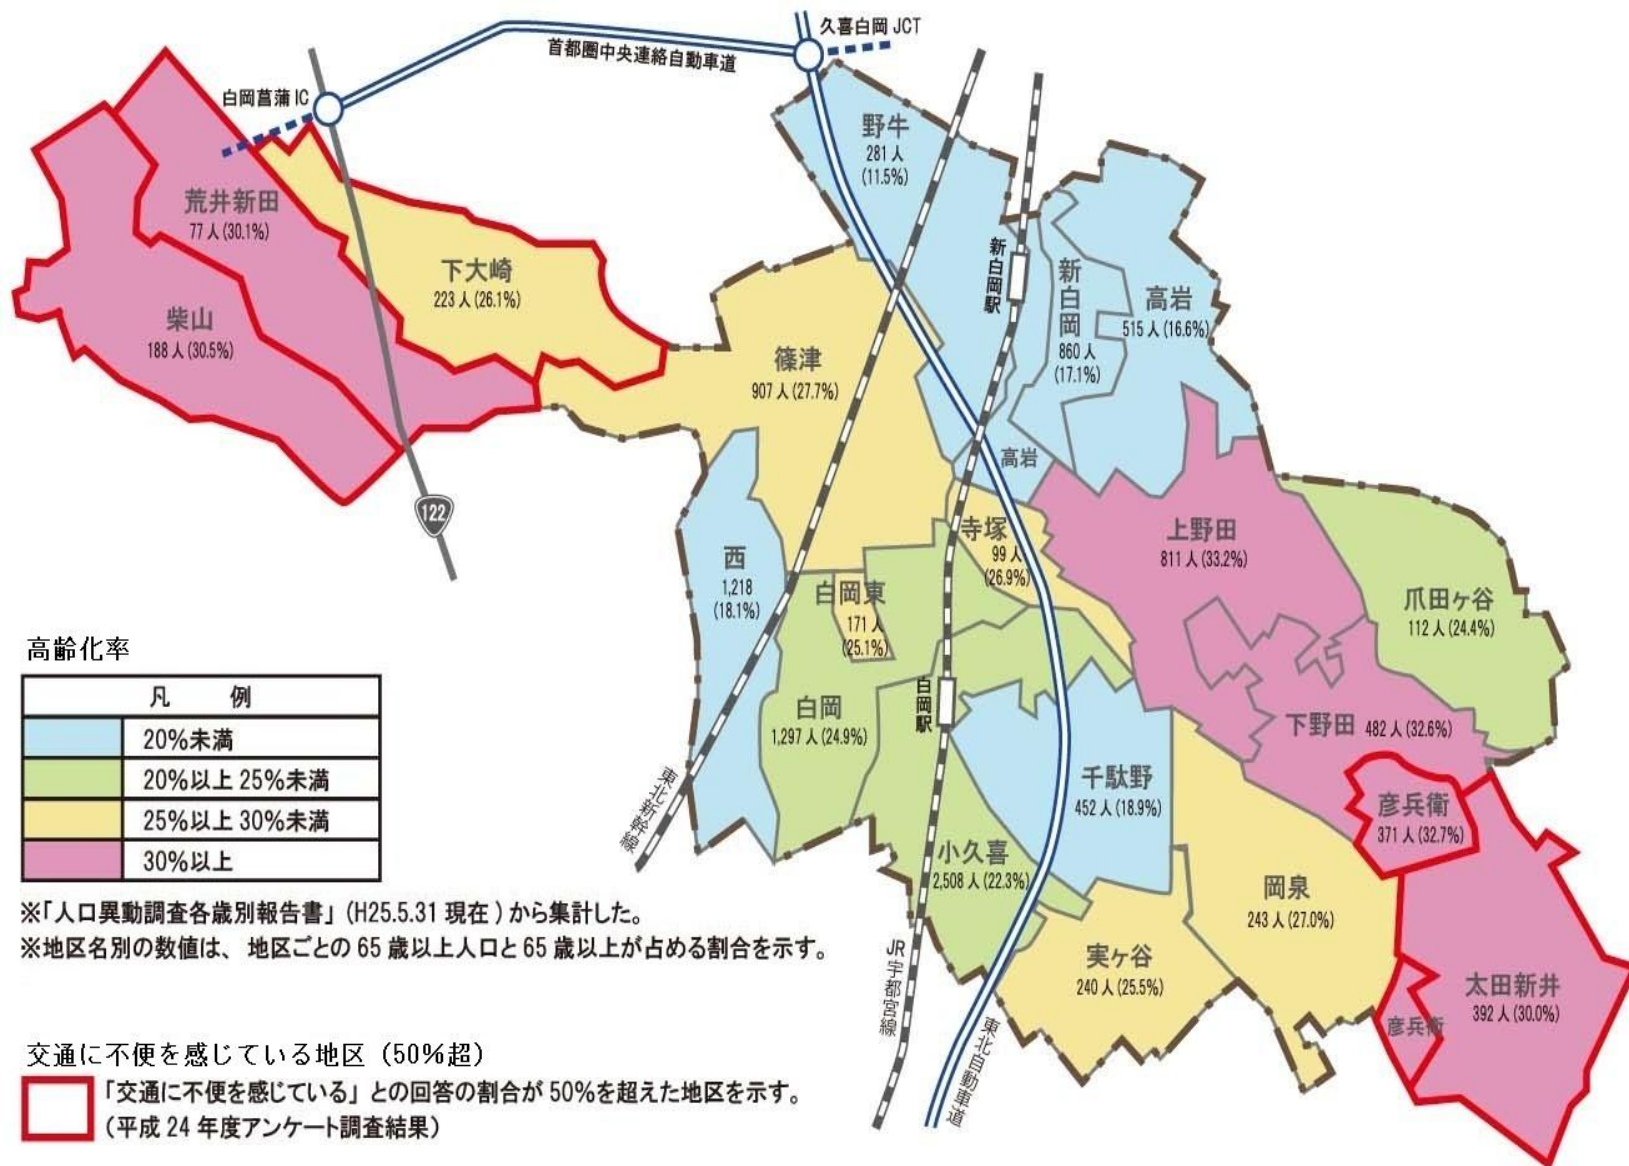 久喜白岡 JCT
首都圏中央連絡自動車道
白岡菖蒲 IC
野牛
281 人
(11.5%)
荒井新田
77 人 (30.1%)
下大崎
223 人 (26.1%)
柴山
188 人 (30.5%)
新白岡駅
新白岡
860 人
(17.1%)
高岩
515 人 (16.6%)
篠津
907 人 (27.7%)
高岩
122
西
1,218
(18.1%)
白岡東
171 人
(25.1%)
寺塚
99 人
(26.9%)
上野田
811 人 (33.2%)
爪田ヶ谷
112 人 (24.4%)
白岡
1,297 人 (24.9%)
白岡駅
下野田 482 人 (32.6%)
千駄野
452 人 (18.9%)
彦兵衛
371 人 (32.7%)
東北新幹線
小久喜
2,508 人 (22.3%)
岡泉
243 人 (27.0%)
実ヶ谷
240 人 (25.5%)
太田新井
392 人 (30.0%)
彦兵衛
JR宇都宮線
東北自動車道
高齢化率
凡 例
20%未満
20%以上 25%未満
25%以上 30%未満
30%以上
※「人口異動調査各歳別報告書」(H25.5.31 現在 ) から集計した。
※地区名別の数値は、 地区ごとの 65 歳以上人口と 65 歳以上が占める割合を示す。
交通に不便を感じている地区 (50%超)
「交通に不便を感じている」 との回答の割合が 50%を超えた地区を示す。
(平成 24 年度アンケート調査結果)